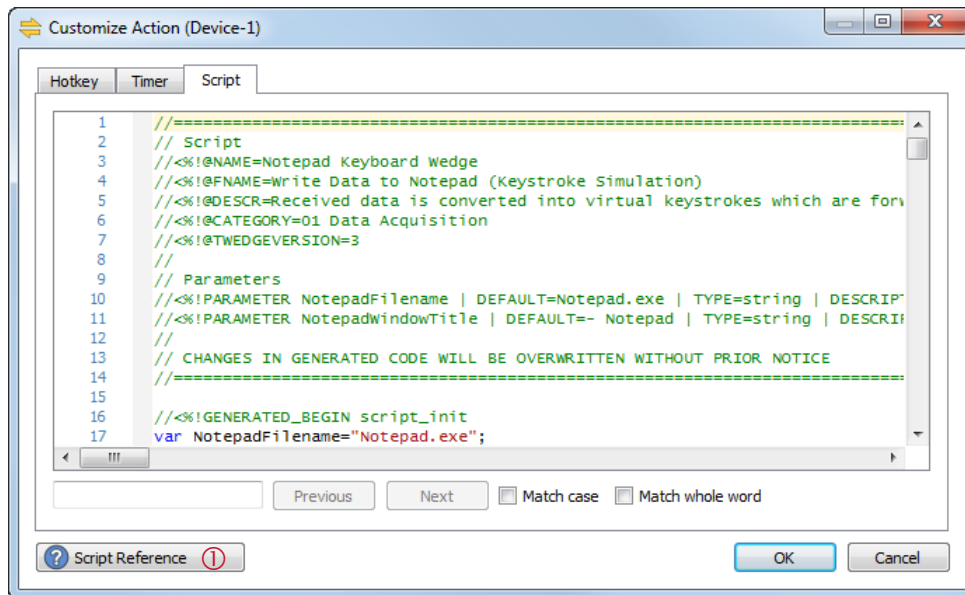 Customize Action (Device-1)
Hotkey Timer Script
1 //==============================================================================
2 // Script
3 //<%!@NAME=Notepad Keyboard Wedge
4 //<%!@FNAME=Write Data to Notepad (Keystroke Simulation)
5 //<%!@DESCR=Received data is converted into virtual keystrokes which are forw
6 //<%!@CATEGORY=01 Data Acquisition
7 //<%!@TWEDGEVERSION=3
8 //
9 // Parameters
10 //<%!PARAMETER NotepadFilename | DEFAULT=Notepad.exe | TYPE=string | DESCRIPT
11 //<%!PARAMETER NotepadWindowTitle | DEFAULT=- Notepad | TYPE=string | DESCRIP
12 //
13 // CHANGES IN GENERATED CODE WILL BE OVERWRITTEN WITHOUT PRIOR NOTICE
14 //==============================================================================
15
16 //<%!GENERATED_BEGIN script_init
17 var NotepadFilename="Notepad.exe";
Previous Next Match case Match whole word
? Script Reference ① OK Cancel